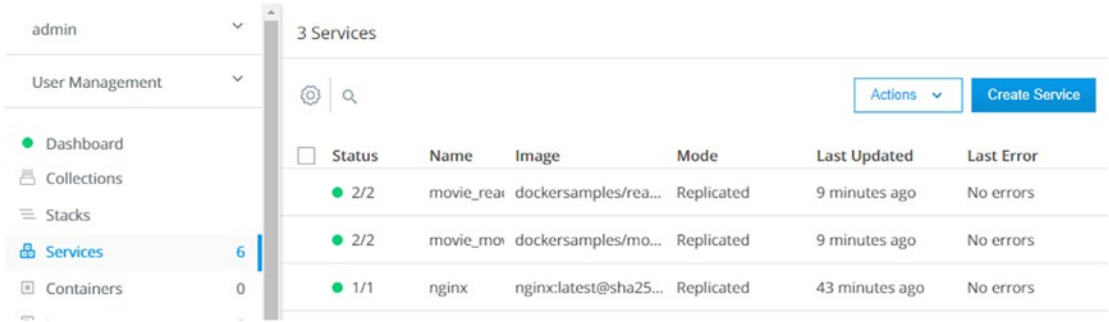 admin
3 Services
User Management
Actions
Create Service
Dashboard
Collections
Stacks
Services 6
Containers 0
Status Name Image Mode Last Updated Last Error
2/2 movie_reac dockersamples/rea... Replicated 9 minutes ago No errors
2/2 movie_mov dockersamples/mo... Replicated 9 minutes ago No errors
1/1 nginx nginx:latest@sha25... Replicated 43 minutes ago No errors